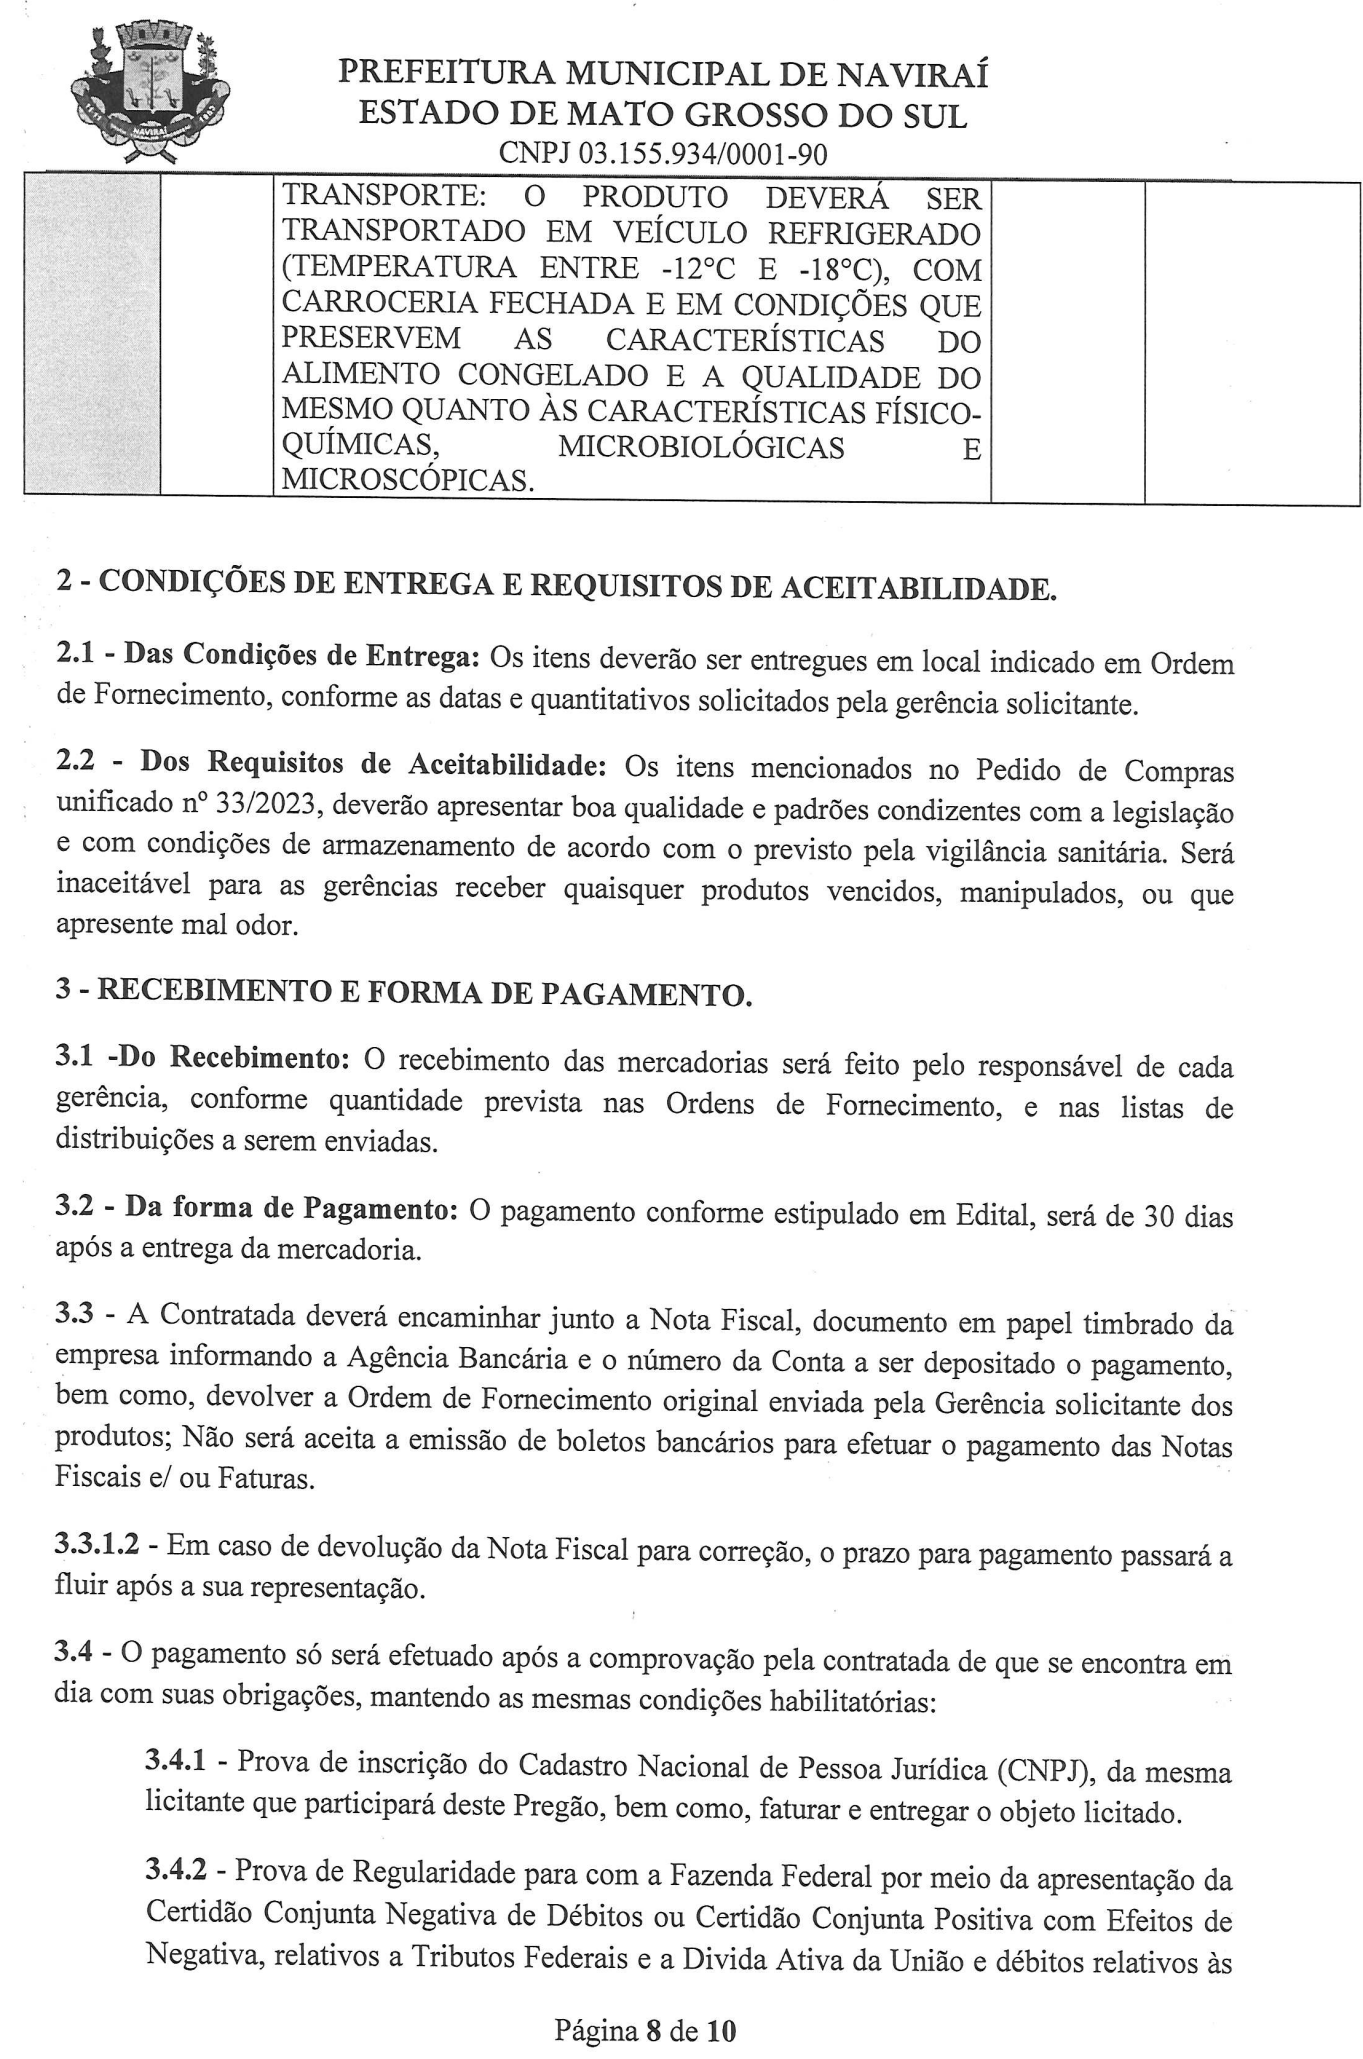 PREFEITURA MUNICIPAL DE NAVIRAÍ
ESTADO DE MATO GROSSO DO SUL
CNPJ 03.155.934/0001-90
NAVIRAÍ
TRANSPORTE: O PRODUTO DEVERÁ SER
TRANSPORTADO EM VEÍCULO REFRIGERADO
(TEMPERATURA ENTRE -12°C E -18°C), COM
CARROCERIA FECHADA E EM CONDIÇÕES QUE
PRESERVEM AS CARACTERÍSTICAS DO
ALIMENTO CONGELADO E A QUALIDADE DO
MESMO QUANTO ÀS CARACTERÍSTICAS FÍSICO-
QUÍMICAS, MICROBIOLÓGICAS E
MICROSCÓPICAS.
2 - CONDIÇÕES DE ENTREGA E REQUISITOS DE ACEITABILIDADE.
2.1 - Das Condições de Entrega: Os itens deverão ser entregues em local indicado em Ordem
de Fornecimento, conforme as datas e quantitativos solicitados pela gerência solicitante.
2.2 - Dos Requisitos de Aceitabilidade: Os itens mencionados no Pedido de Compras
unificado nº 33/2023, deverão apresentar boa qualidade e padrões condizentes com a legislação
e com condições de armazenamento de acordo com o previsto pela vigilância sanitária. Será
inaceitável para as gerências receber quaisquer produtos vencidos, manipulados, ou que
apresente mal odor.
3 - RECEBIMENTO E FORMA DE PAGAMENTO.
3.1 -Do Recebimento: O recebimento das mercadorias será feito pelo responsável de cada
gerência, conforme quantidade prevista nas Ordens de Fornecimento, e nas listas de
distribuições a serem enviadas.
3.2 - Da forma de Pagamento: O pagamento conforme estipulado em Edital, será de 30 dias
após a entrega da mercadoria.
3.3 - A Contratada deverá encaminhar junto a Nota Fiscal, documento em papel timbrado da
empresa informando a Agência Bancária e o número da Conta a ser depositado o pagamento,
bem como, devolver a Ordem de Fornecimento original enviada pela Gerência solicitante dos
produtos; Não será aceita a emissão de boletos bancários para efetuar o pagamento das Notas
Fiscais e/ ou Faturas.
3.3.1.2 - Em caso de devolução da Nota Fiscal para correção, o prazo para pagamento passará a
fluir após a sua representação.
3.4 - O pagamento só será efetuado após a comprovação pela contratada de que se encontra em
dia com suas obrigações, mantendo as mesmas condições habilitatórias:
3.4.1 - Prova de inscrição do Cadastro Nacional de Pessoa Jurídica (CNPJ), da mesma
licitante que participará deste Pregão, bem como, faturar e entregar o objeto licitado.
3.4.2 - Prova de Regularidade para com a Fazenda Federal por meio da apresentação da
Certidão Conjunta Negativa de Débitos ou Certidão Conjunta Positiva com Efeitos de
Negativa, relativos a Tributos Federais e a Divida Ativa da União e débitos relativos às
Página 8 de 10